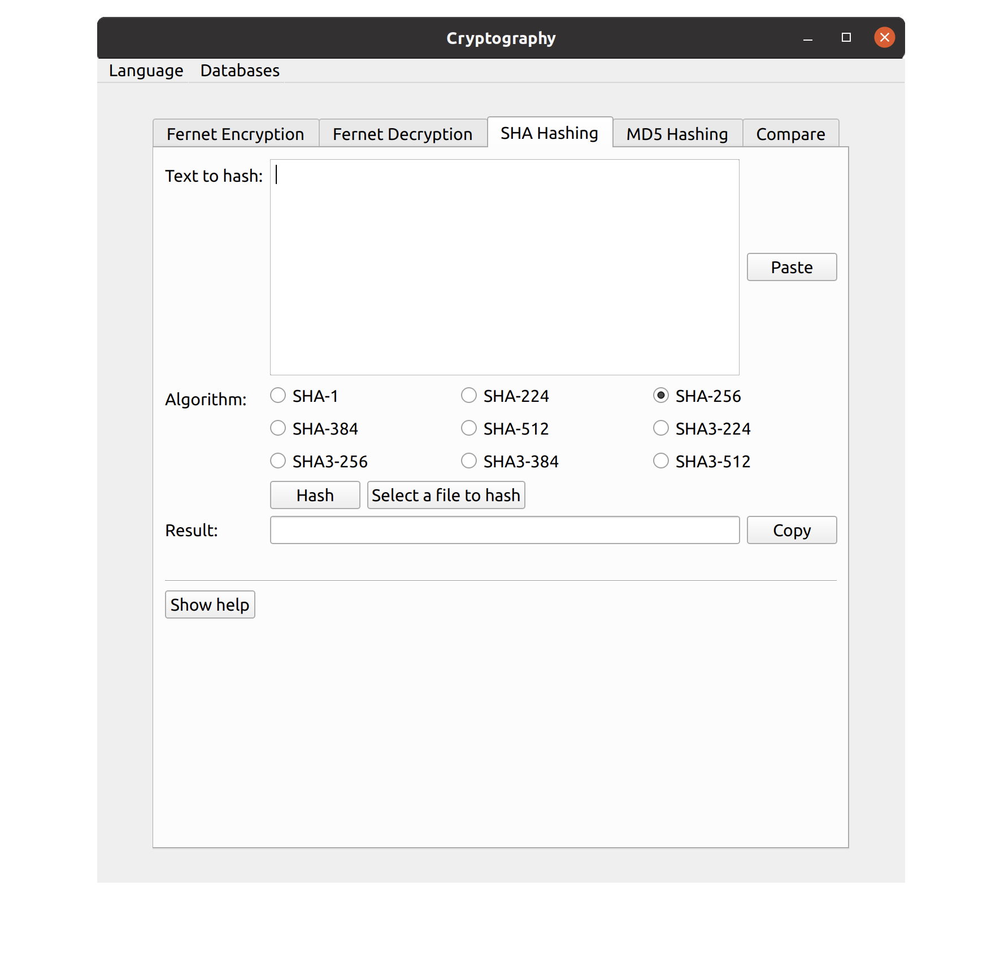 Cryptography
Language Databases
Fernet Encryption Fernet Decryption SHA Hashing MD5 Hashing Compare
Text to hash:
Paste
Algorithm: SHA-1 SHA-224 SHA-256
SHA-384 SHA-512 SHA3-224
SHA3-256 SHA3-384 SHA3-512
Hash Select a file to hash
Result: Copy
Show help